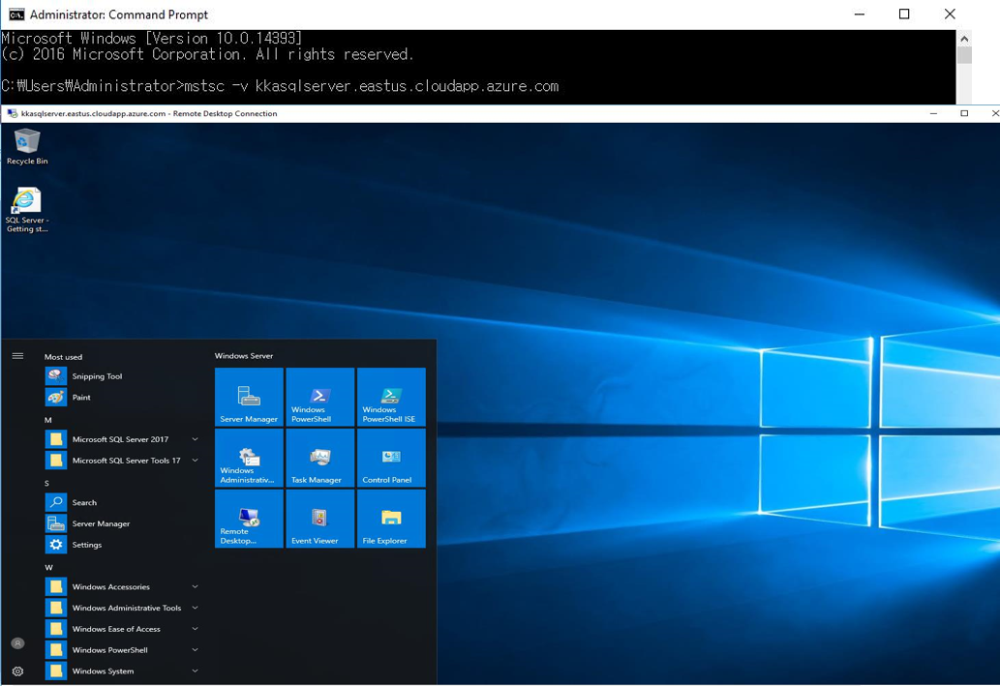 Administrator: Command Prompt
Microsoft Windows [Version 10.0.14393]
(c) 2016 Microsoft Corporation. All rights reserved.
C:₩Users₩Administrator>mstsc -v kkasqlserver.eastus.cloudapp.azure.com
kkasqlserver.eastus.cloudapp.azure.com - Remote Desktop Connection
Recycle Bin
SQL Server -
Getting st...
Most used
Snipping Tool
Paint
M
Microsoft SQL Server 2017
Microsoft SQL Server Tools 17
S
Search
Server Manager
Settings
W
Windows Accessories
Windows Administrative Tools
Windows Ease of Access
Windows PowerShell
Windows System
Windows Server
Server Manager
Windows
PowerShell
Windows
PowerShell ISE
Windows
Administrativ...
Task Manager
Control Panel
Remote
Desktop...
Event Viewer
File Explorer